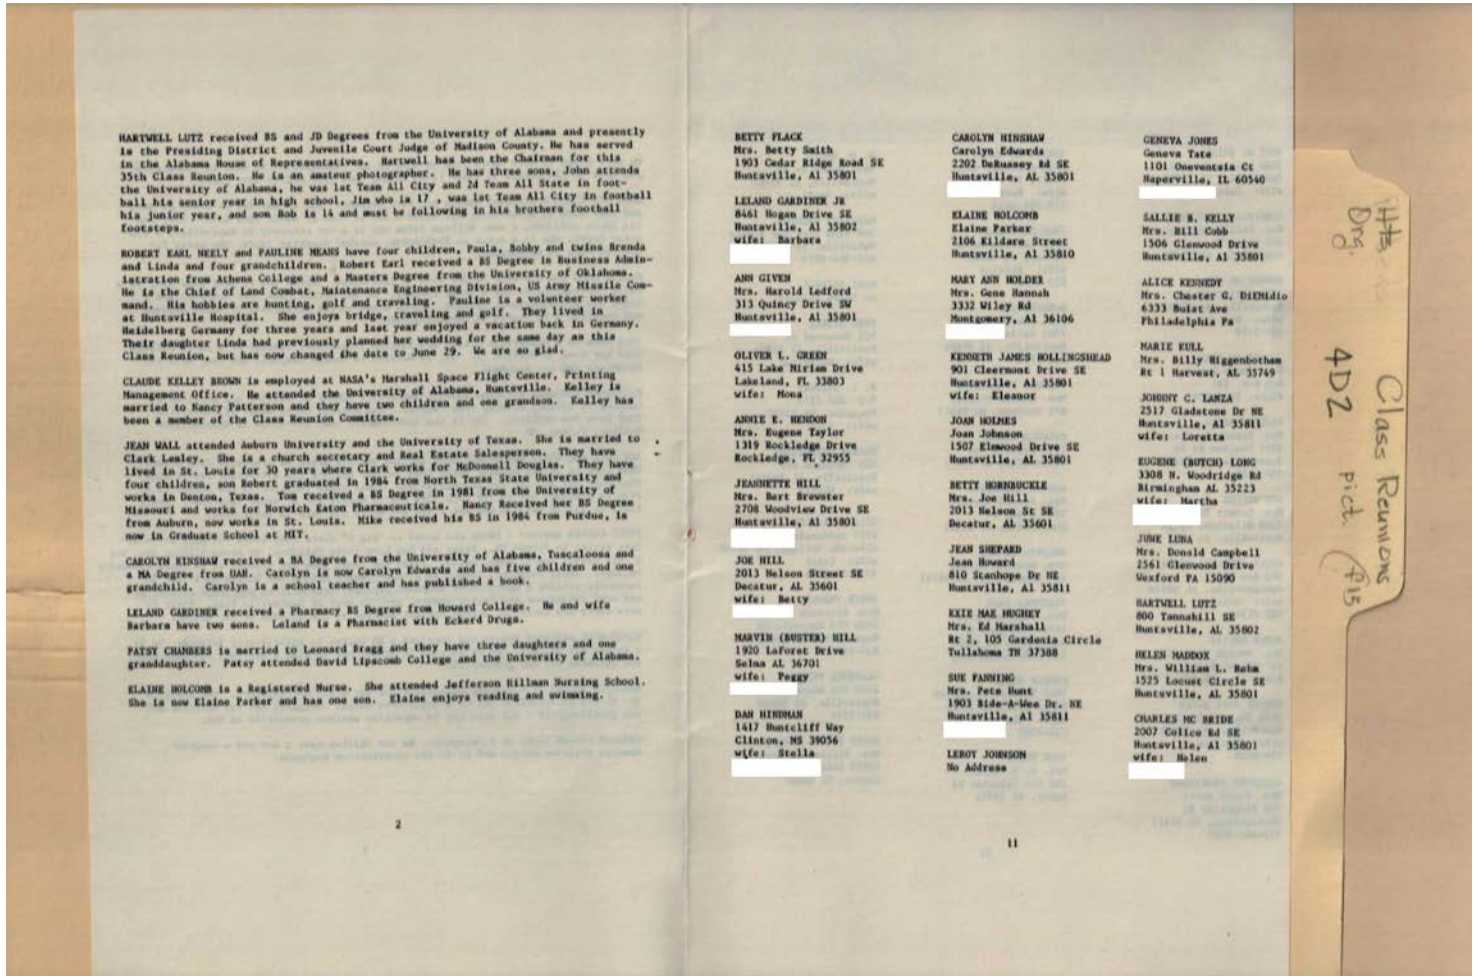 HARTWELL LUTZ received BS and JD Degrees from the University of Alabama and presently
is the Presiding District and Juvenile Court Judge of Madison County. He has served
in the Alabama House of Representatives. Hartwell has been the Chairman for this
35th Class Reunion. He is an amateur photographer. He has three sons, John attends
the University of Alabama, he was 1st Team All City and 2d Team All State in foot-
ball his senior year in high school, Jim who is 17 , was 1st Team All City in football
his junior year, and son Bob is 14 and must be following in his brothers football
footsteps.
ROBERT EARL NEELY and PAULINE MEANS have four children, Paula, Bobby and twins Brenda
and Linda and four grandchildren. Robert Earl received a BS Degree in Business Admin-
istration from Athens College and a Masters Degree from the University of Oklahoma.
He is the Chief of Land Combat, Maintenance Engineering Division, US Army Missile Com-
mand. His hobbies are hunting, golf and traveling. Pauline is a volunteer worker
at Huntsville Hospital. She enjoys bridge, traveling and golf. They lived in
Heidelberg Germany for three years and last year enjoyed a vacation back in Germany.
Their daughter Linda had previously planned her wedding for the same day as this
Class Reunion, but has now changed the date to June 29. We are so glad.
CLAUDE KELLEY BROWN is employed at NASA's Marshall Space Flight Center, Printing
Management Office. He attended the University of Alabama, Huntsville. Kelley is
married to Nancy Patterson and they have two children and one grandson. Kelley has
been a member of the Class Reunion Committee.
JEAN WALL attended Auburn University and the University of Texas. She is married to
Clark Lesley. She is a church secretary and Real Estate Salesperson. They have
lived in St. Louis for 30 years where Clark works for McDonnell Douglas. They have
four children, son Robert graduated in 1984 from North Texas State University and
works in Denton, Texas. Tom received a BS Degree in 1981 from the University of
Missouri and works for Norwich Eaton Pharmaceuticals. Nancy Received her BS Degree
from Auburn, now works in St. Louis. Mike received his BS in 1984 from Purdue, is
now in Graduate School at MIT.
CAROLYN HINSHAW received a BA Degree from the University of Alabama, Tuscaloosa and
a MA Degree from UAH. Carolyn is now Carolyn Edwards and has five children and one
grandchild. Carolyn is a school teacher and has published a book.
LELAND GARDINER received a Pharmacy BS Degree from Howard College. He and wife
Barbara have two sons. Leland is a Pharmacist with Eckerd Drugs.
PATSY CHAMBERS is married to Leonard Bragg and they have three daughters and one
granddaughter. Patsy attended David Lipscomb College and the University of Alabama.
ELAINE HOLCOMB is a Registered Nurse. She attended Jefferson Hillman Nursing School.
She is now Elaine Parker and has one son. Elaine enjoys reading and swimming.
2
BETTY FLACK
Mrs. Betty Smith
1903 Cedar Ridge Road SE
Huntsville, Al 35801
LELAND GARDINER JR
8461 Hogan Drive SE
Huntsville, Al 35802
wife: Barbara
ANN GIVEN
Mrs. Harold Ledford
313 Quincy Drive SW
Huntsville, Al 35801
OLIVER L. GREEN
415 Lake Miriam Drive
Lakeland, FL 33803
wife: Mona
ANNIE E. HENDON
Mrs. Eugene Taylor
1319 Rockledge Drive
Rockledge, FL 32955
JEANNETTE HILL
Mrs. Bert Brewster
2708 Woodview Drive SE
Huntsville, Al 35801
JOE HILL
2013 Nelson Street SE
Decatur, AL 35601
wife: Betty
MARVIN (BUSTER) HILL
1920 LaForet Drive
Selma AL 36701
wife: Peggy
DAN HINDMAN
1417 Huntcliff Way
Clinton, MS 39056
wife: Stella
CAROLYN HINSHAW
Carolyn Edwards
2202 DeRussey Rd SE
Huntsville, AL 35801
ELAINE HOLCOMB
Elaine Parker
2106 Kildare Street
Huntsville, Al 35810
MARY ANN HOLDER
Mrs. Gene Hannah
3332 Wiley Rd
Montgomery, Al 36106
KENNETH JAMES HOLLINGSHEAD
901 Cleermont Drive SE
Huntsville, Al 35801
wife: Eleanor
JOAN HOLMES
Joan Johnson
1507 Elmwood Drive SE
Huntsville, AL 35801
BETTY HORNBUCKLE
Mrs. Joe Hill
2013 Nelson St SE
Decatur, AL 35601
JEAN SHEPARD
Jean Howard
810 Stanhope Dr NE
Huntsville, AL 35811
EXIE MAE HUGHEY
Mrs. Ed Marshall
Rt 2, 105 Gardenia Circle
Tullahoma TN 37388
SUE FANNING
Mrs. Pete Hunt
1903 Bide-A-Wee Dr. NE
Huntsville, Al 35811
LEROY JOHNSON
No Address
GENEVA JONES
Geneva Tate
1101 Oneventsia Ct
Naperville, IL 60540
SALLIE B. KELLY
Mrs. Bill Cobb
1506 Glenwood Drive
Huntsville, Al 35801
ALICE KENNEDY
Mrs. Chester G. DiEMidio
6333 Buist Ave
Philadelphia Pa
MARIE KULL
Mrs. Billy Higgenbotham
Rt 1 Harvest, AL 35749
JOHNNY C. LANZA
2517 Gladstone Dr NE
Huntsville, Al 35811
wife: Loretta
EUGENE (BUTCH) LONG
3308 N. Woodridge Rd
Birmingham AL 35223
wife: Martha
JUNE LUNA
Mrs. Donald Campbell
2561 Glenwood Drive
Wexford PA 15090
HARTWELL LUTZ
800 Tannahill SE
Huntsville, AL 35802
HELEN MADDOX
Mrs. William L. Rohm
1525 Locust Circle SE
Huntsville, AL 35801
CHARLES MC BRIDE
2007 Colice Rd SE
Huntsville, Al 35801
wife: Helen
11
Class Reunions
4D2 pict.
Drg.